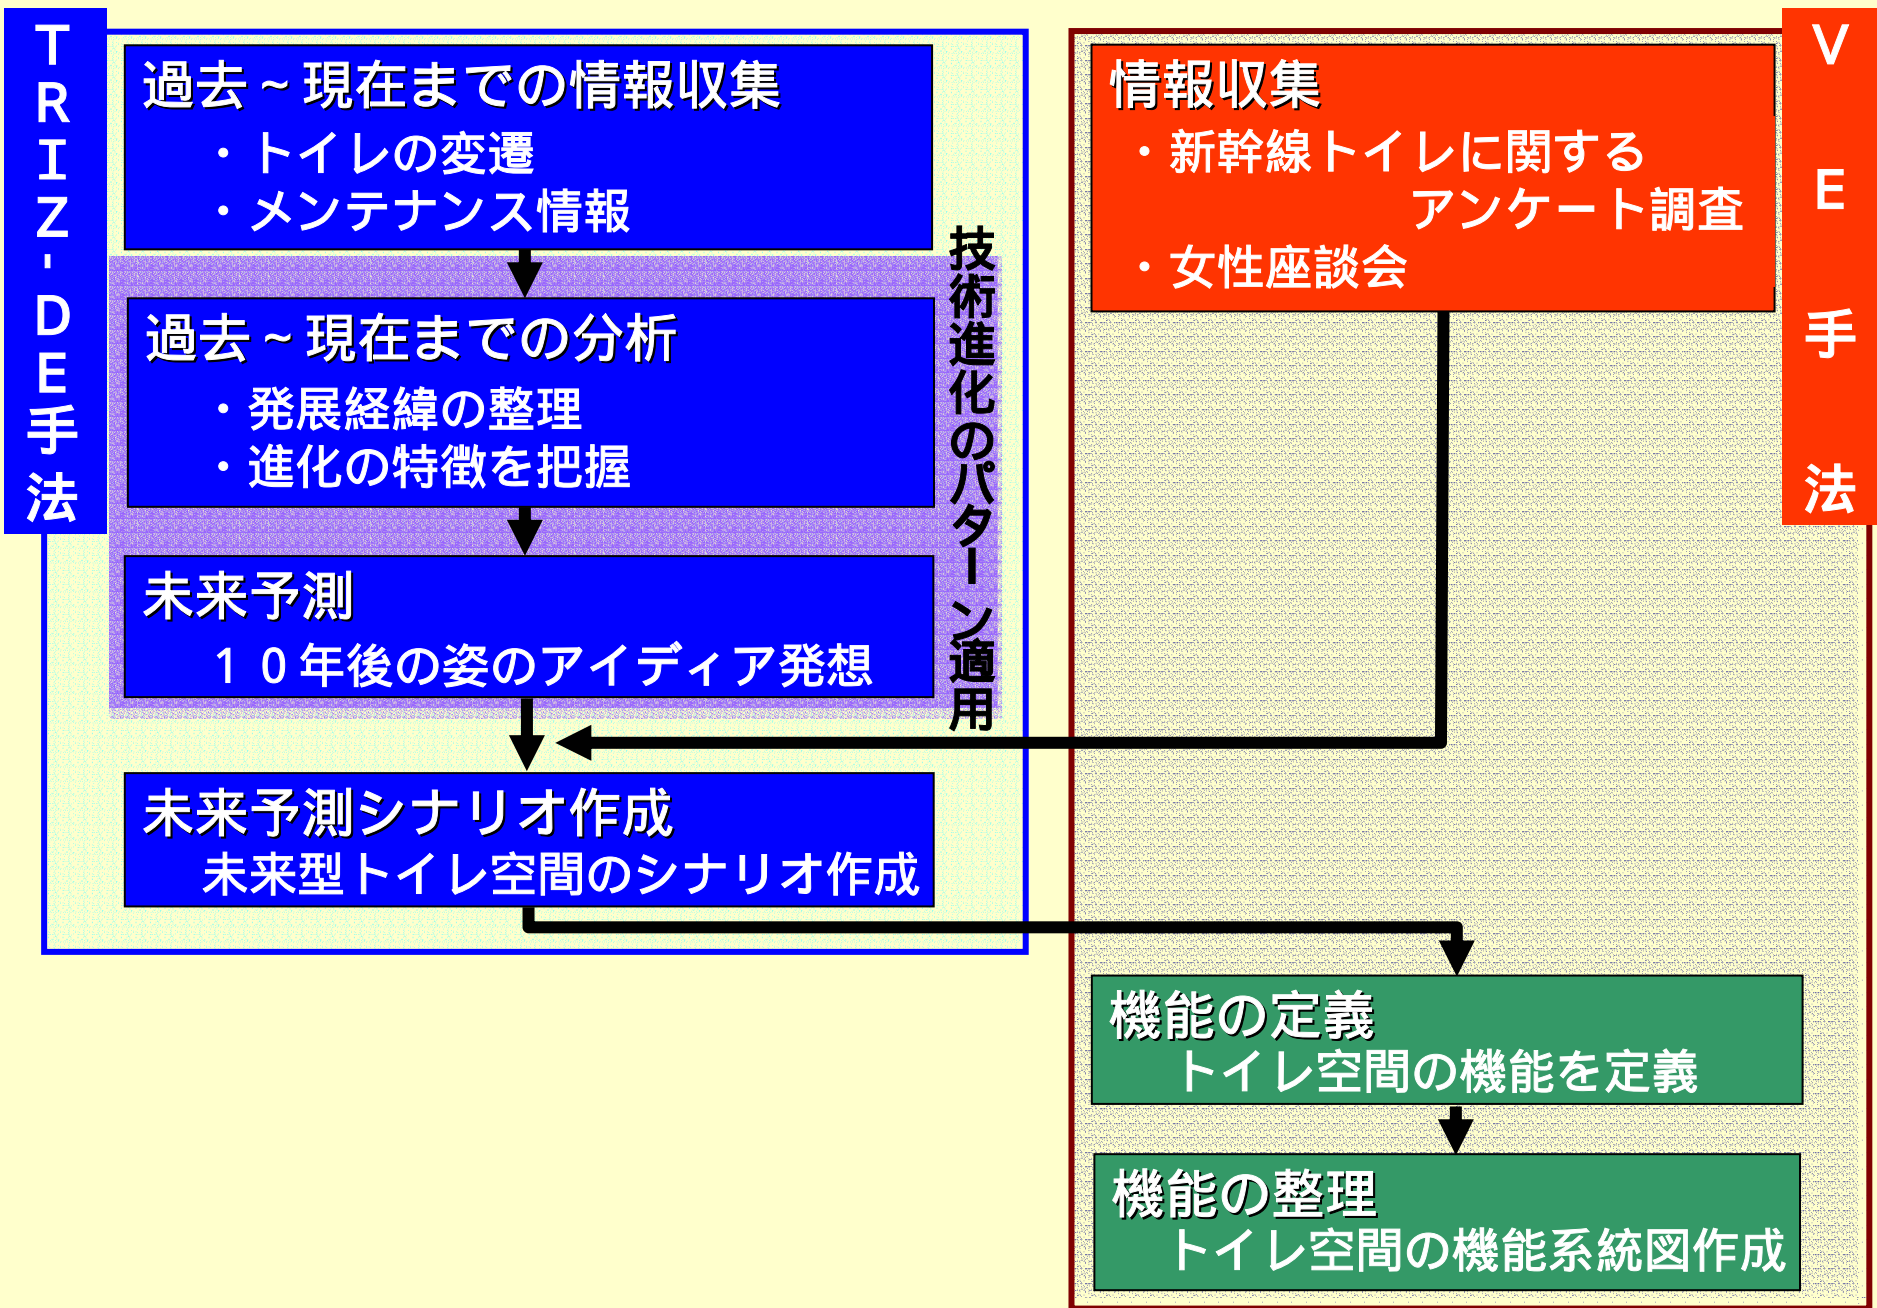 TRIZ-DE手法
過去~現在までの情報収集
・トイレの変遷
・メンテナンス情報
過去~現在までの分析
・発展経緯の整理
・進化の特徴を把握
未来予測
10年後の姿のアイディア発想
技術進化のパターン適用
未来予測シナリオ作成
未来型トイレ空間のシナリオ作成
VE手法
情報収集
・新幹線トイレに関する
アンケート調査
・女性座談会
機能の定義
トイレ空間の機能を定義
機能の整理
トイレ空間の機能系統図作成